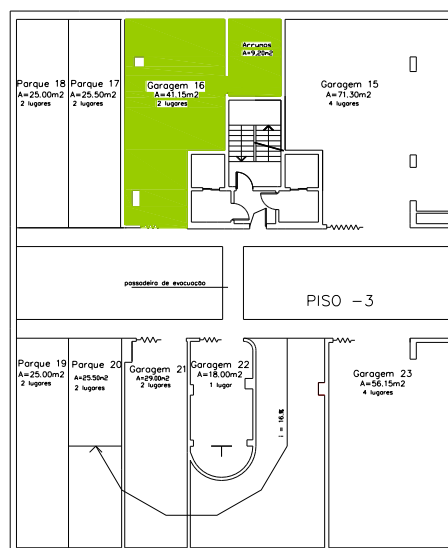 Parque 18
A=25.00m2
2 lugares
Parque 17
A=25.50m2
2 lugares
Garagem 16
A=41.15m2
2 lugares
Arrumos
A=9.20m2
Garagem 15
A=71.30m2
4 lugares
passadeira de evacuação
PISO -3
Parque 19
A=25.00m2
2 lugares
Parque 20
A=25.50m2
2 lugares
Garagem 21
A=29.00m2
2 lugares
Garagem 22
A=18.00m2
1 lugar
Garagem 23
A=56.15m2
4 lugares
i = 16.%